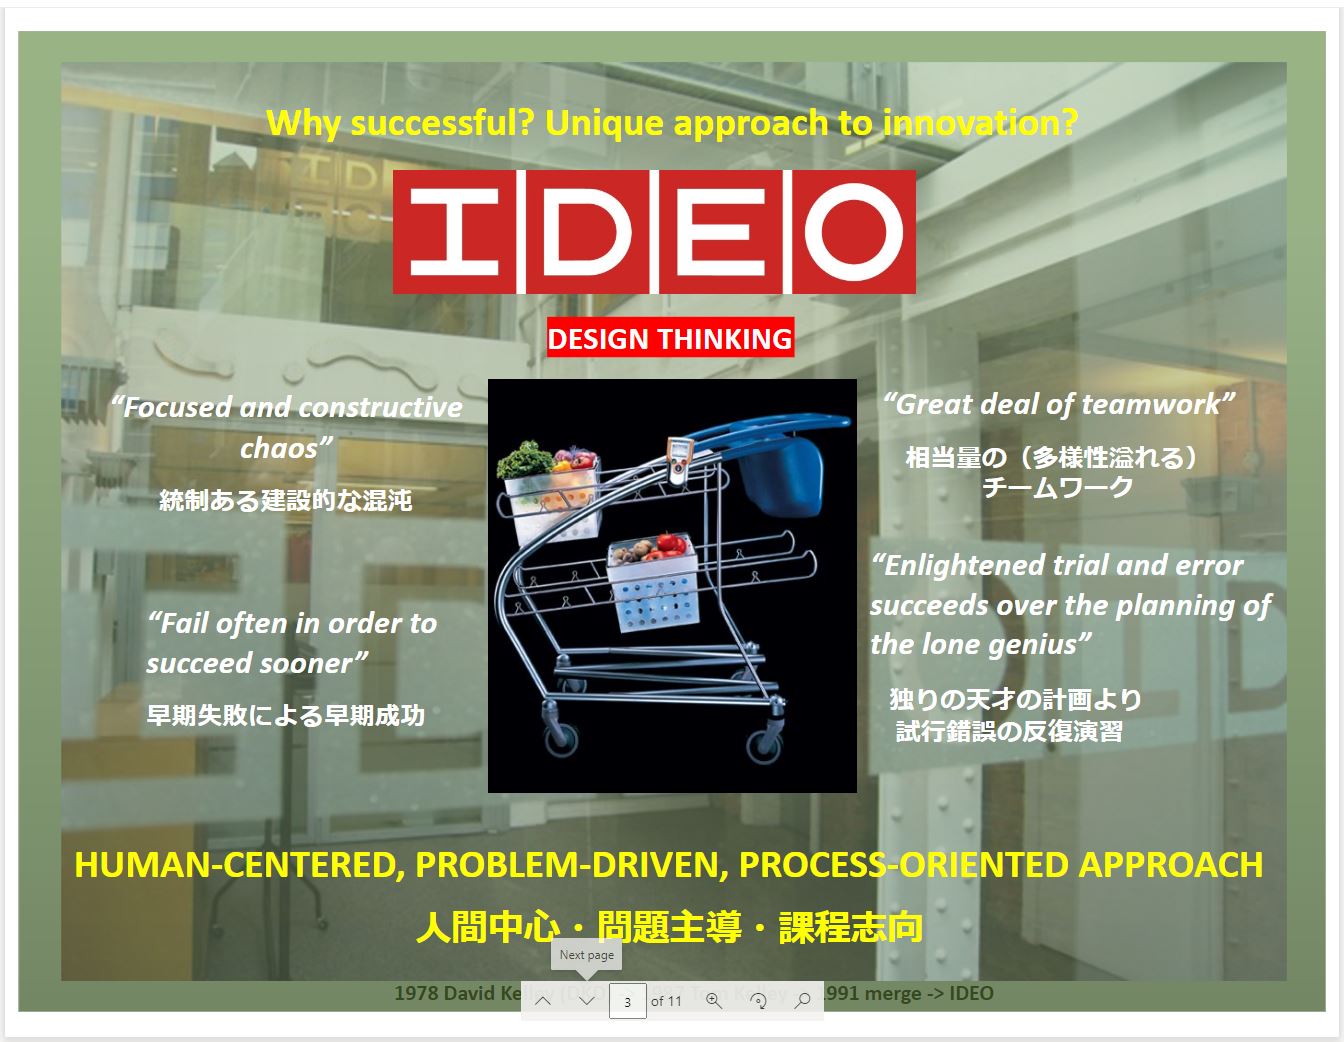 Why successful? Unique approach to innovation?
IDEO
DESIGN THINKING
“Focused and constructive
chaos”
統制ある建設的な混沌
“Fail often in order to
succeed sooner”
早期失敗による早期成功
“Great deal of teamwork”
相当量の（多様性溢れる）
チームワーク
“Enlightened trial and error
succeeds over the planning of
the lone genius”
独りの天才の計画より
試行錯誤の反復演習
HUMAN-CENTERED, PROBLEM-DRIVEN, PROCESS-ORIENTED APPROACH
人間中心・問題主導・課程志向
Next page
1978 David 1991 merge -> IDEO
3 of 11